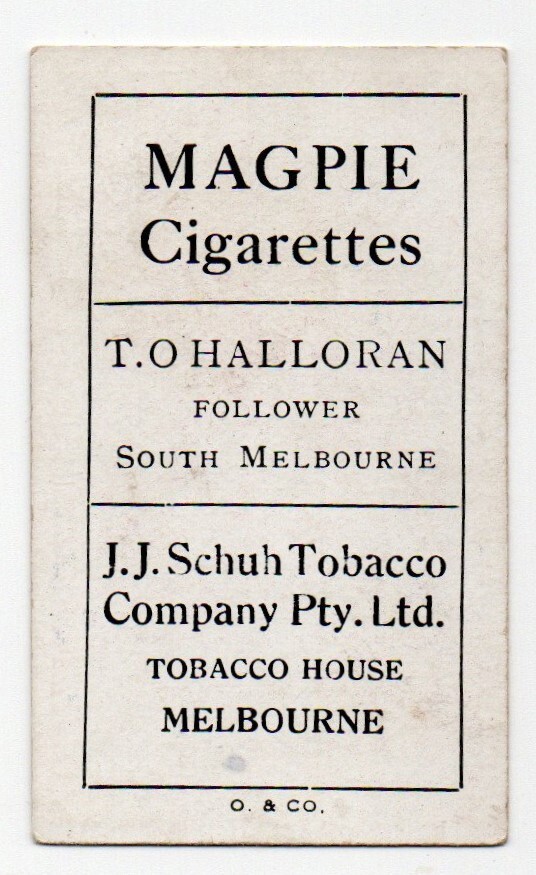 MAGPIE
Cigarettes
T. O HALLORAN
FOLLOWER
SOUTH MELBOURNE
J. J. Schuh Tobacco
Company Pty. Ltd.
TOBACCO HOUSE
MELBOURNE
O. & CO.